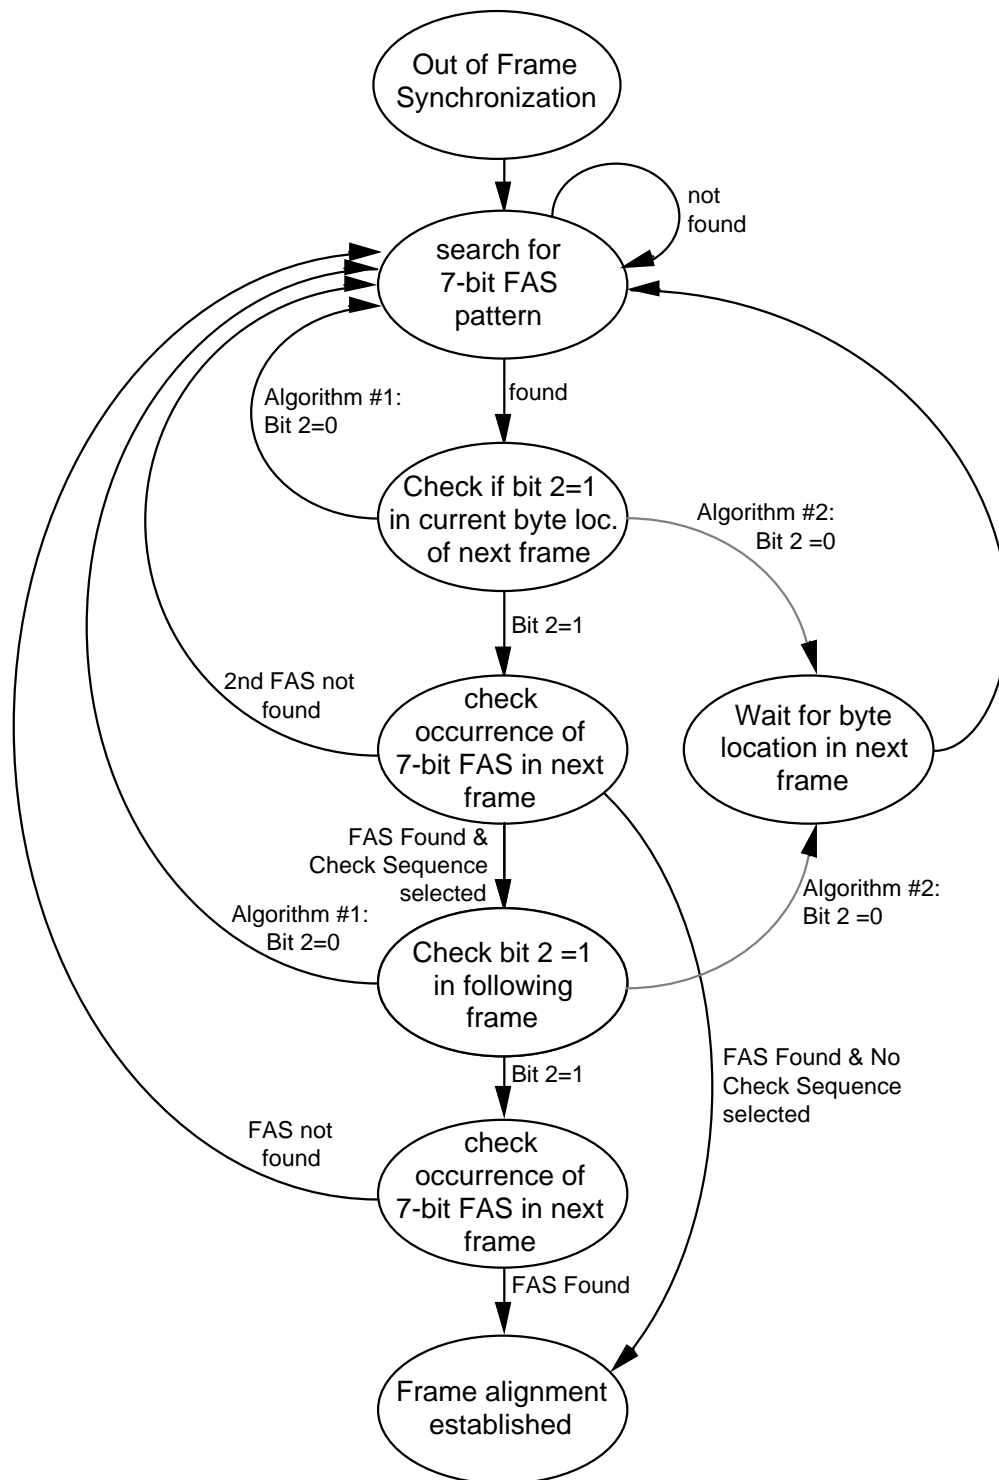 Out of Frame
Synchronization
not
found
search for
7-bit FAS
pattern
found
Algorithm #1:
Bit 2=0
Check if bit 2=1
in current byte loc.
of next frame
Algorithm #2:
Bit 2 =0
Bit 2=1
2nd FAS not
found
check
occurrence of
7-bit FAS in next
frame
Wait for byte
location in next
frame
FAS Found &
Check Sequence
selected
Algorithm #2:
Bit 2 =0
Algorithm #1:
Bit 2=0
Check bit 2 =1
in following
frame
FAS Found & No
Check Sequence
selected
Bit 2=1
FAS not
found
check
occurrence of
7-bit FAS in next
frame
FAS Found
Frame alignment
established